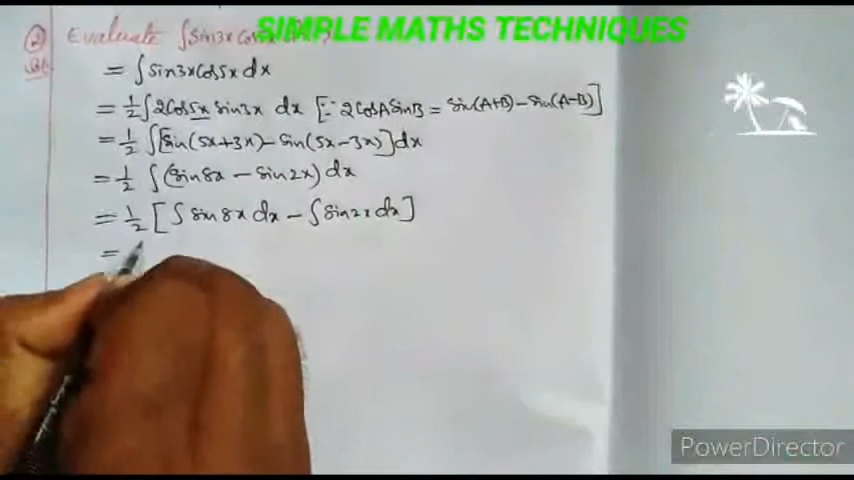 SIMPLE MATHS TECHNIQUES
② Evaluate ∫sin3x cos5x
Sol
= ∫sin3x cos5x dx
= 1/2 ∫2cos5x sin3x dx [∵ 2cosA sinB = sin(A+B) - sin(A-B)]
= 1/2 ∫[sin(5x+3x) - sin(5x-3x)]dx
= 1/2 ∫(sin8x - sin2x) dx
= 1/2 [∫sin8x dx - ∫sin2x dx]
=
PowerDirector